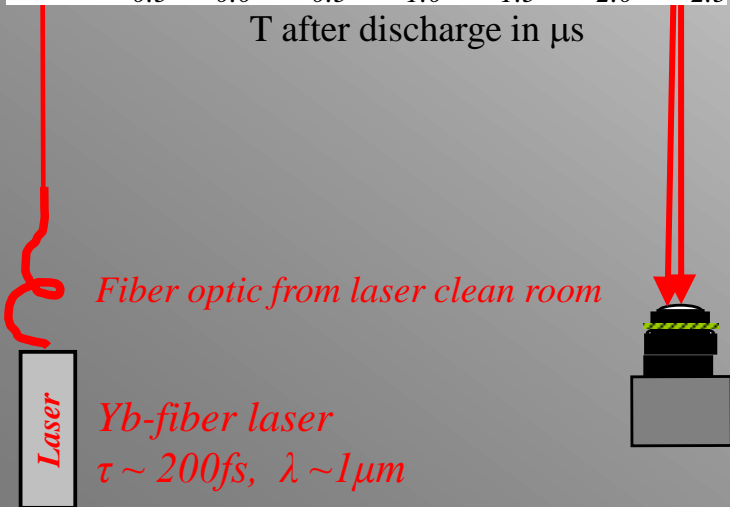 T after discharge in μs
Fiber optic from laser clean room
Laser
Yb-fiber laser
τ ~ 200fs, λ ~1μm